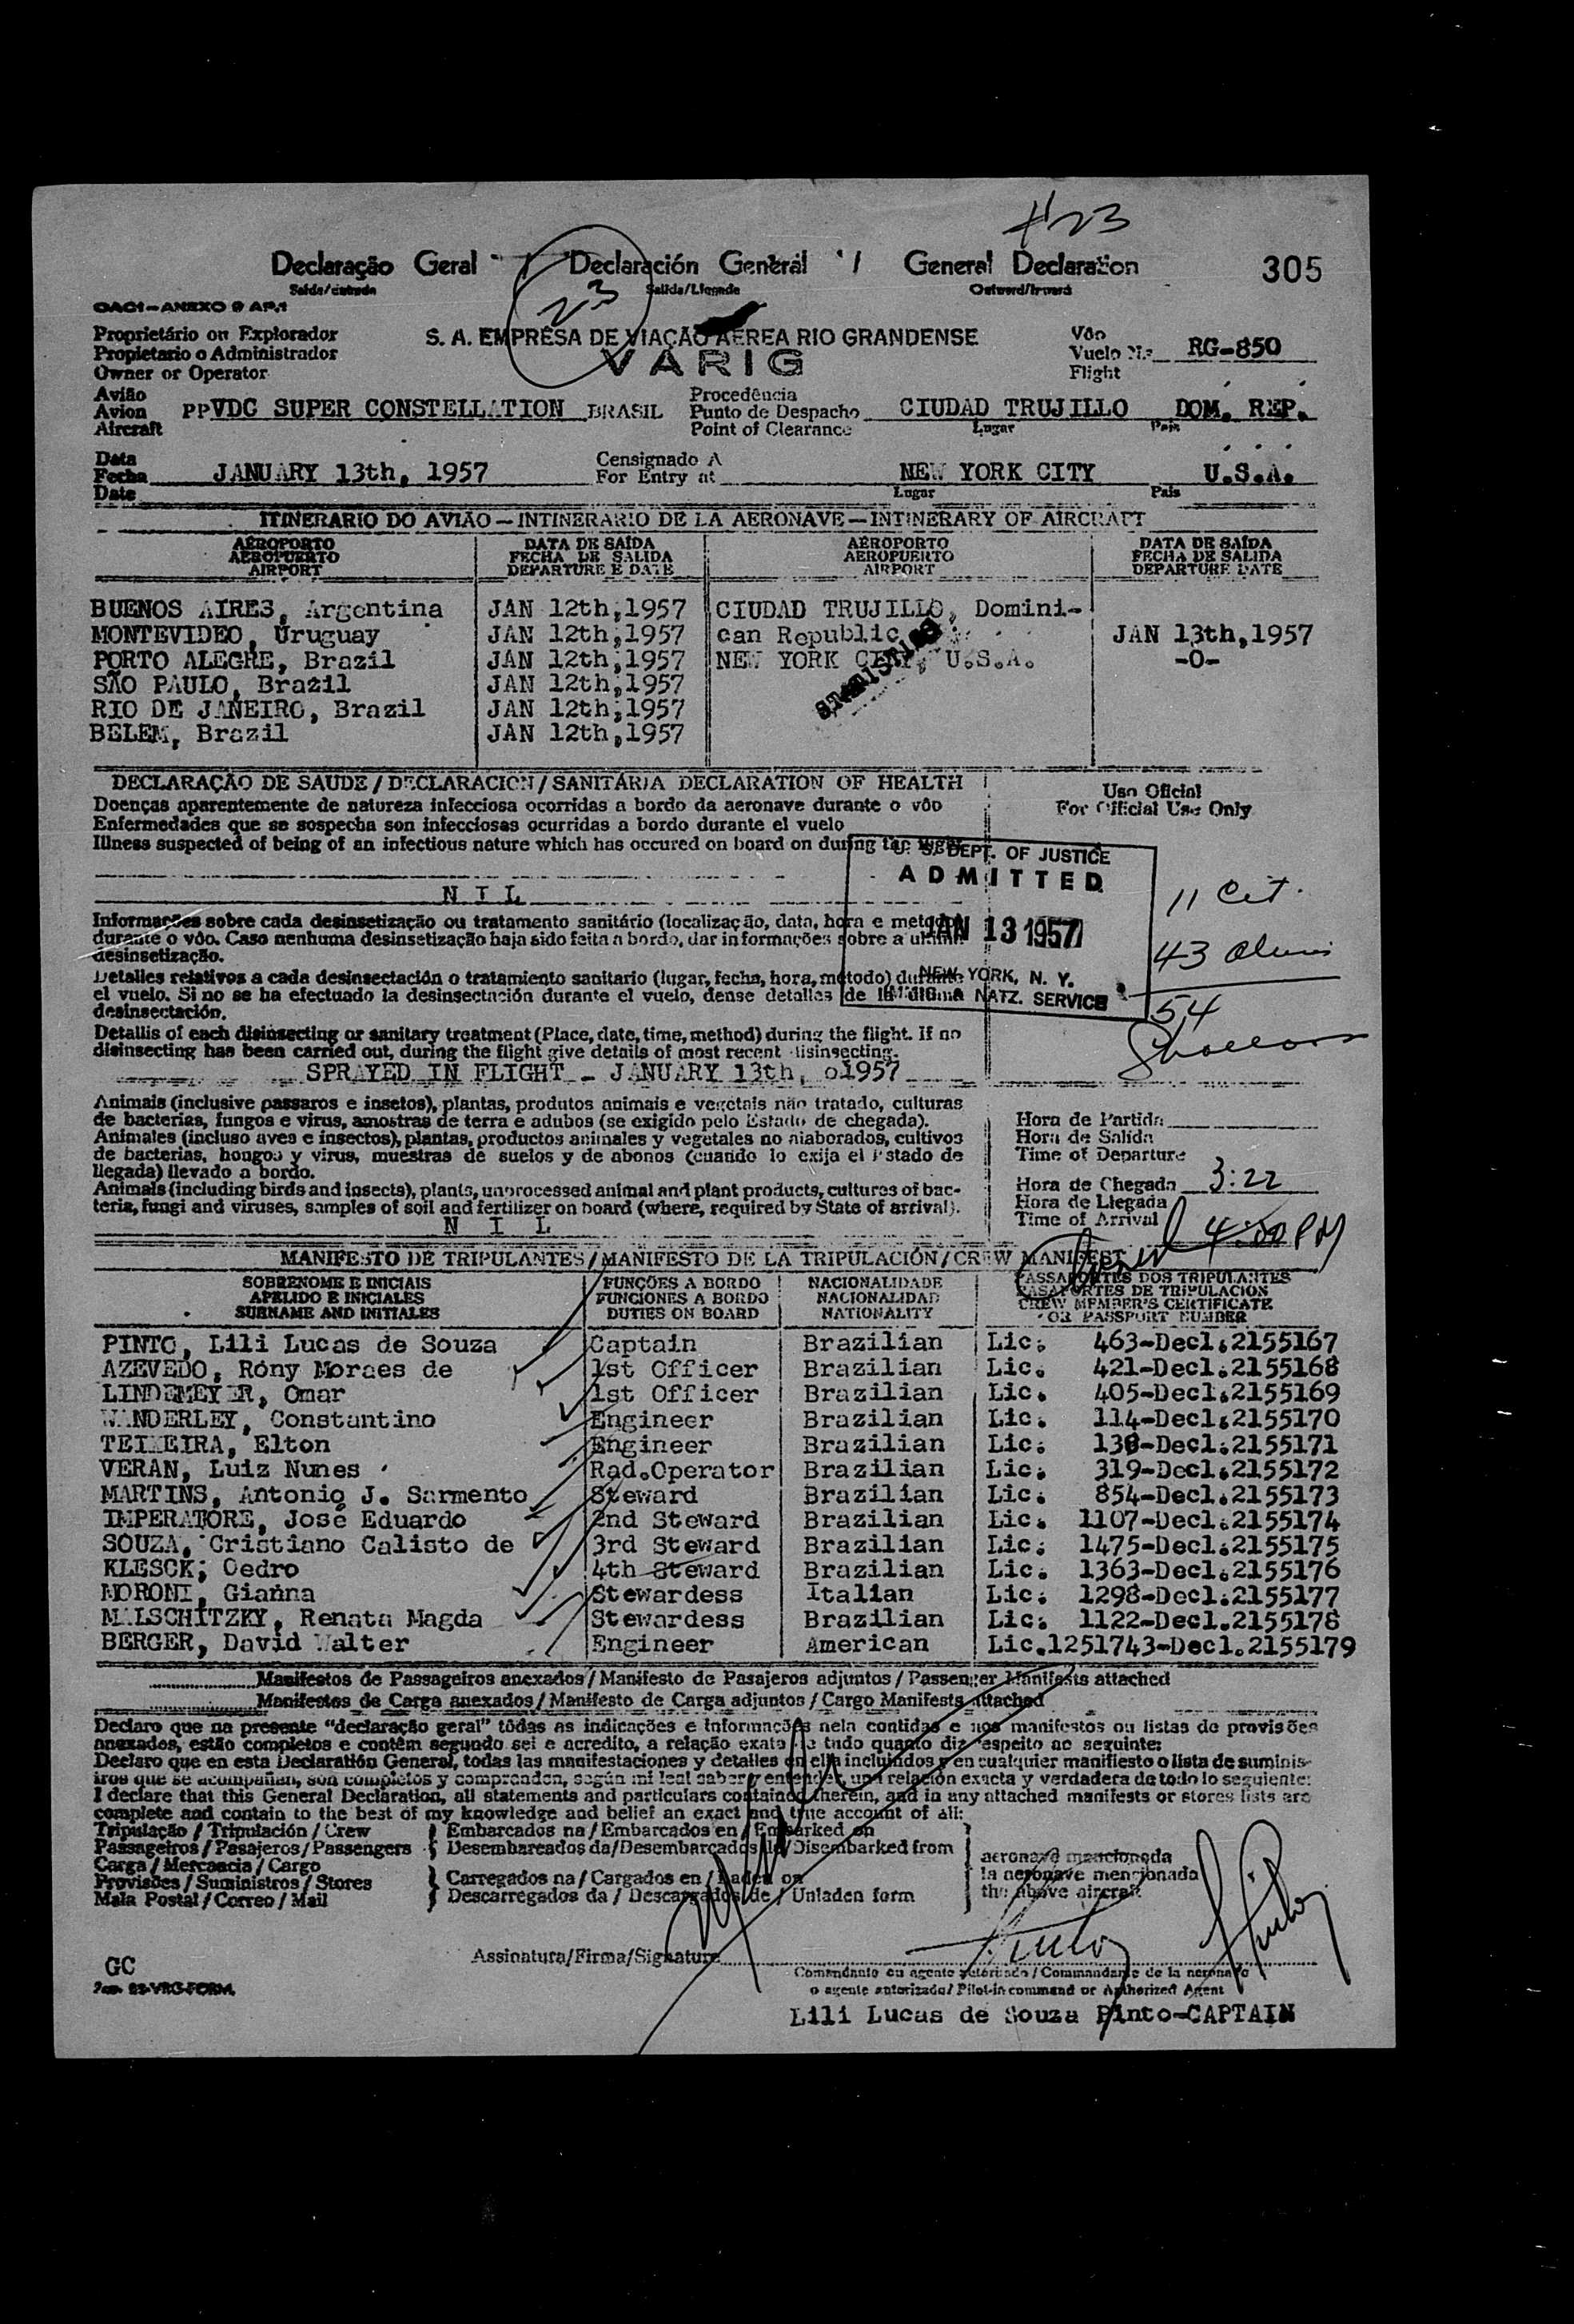 #23
Declaração Geral / Declaración General / General Declaration 305
Saída/entrada Salida/Llegada Outward/Inward
OACI-ANEXO 9 AP.1
23
Proprietário ou Explorador
Propietario o Administrador
Owner or Operator
S. A. EMPRÊSA DE VIAÇÃO AÉREA RIO GRANDENSE
VARIG
Vôo
Vuelo N.º RG-850
Flight
Avião
Avion PPVDC SUPER CONSTELLATION BRASIL
Aircraft
Procedência
Punto de Despacho CIUDAD TRUJILLO DOM. REP.
Point of Clearance Lugar Pais
Data
Fecha JANUARY 13th, 1957
Date
Censignado A
For Entry at NEW YORK CITY U.S.A.
Lugar Pais
ITINERARIO DO AVIÃO — INTINERARIO DE LA AERONAVE — INTINERARY OF AIRCRAFT
AÉROPORTO DATA DE SAÍDA AÉROPORTO DATA DE SAÍDA
AEROPUERTO FECHA DE SALIDA AEROPUERTO FECHA DE SALIDA
AIRPORT DEPARTURE E DATE AIRPORT DEPARTURE DATE
BUENOS AIRES, Argentina JAN 12th,1957 CIUDAD TRUJILLO, Domini-
MONTEVIDEO, Uruguay JAN 12th,1957 can Republic JAN 13th,1957
PORTO ALEGRE, Brazil JAN 12th,1957 NEW YORK CITY, U.S.A. -0-
SÃO PAULO, Brazil JAN 12th,1957
RIO DE JANEIRO, Brazil JAN 12th,1957
BELEM, Brazil JAN 12th,1957
DECLARAÇÃO DE SAUDE / DECLARACION / SANITÁRIA DECLARATION OF HEALTH
Uso Oficial
For Official Use Only
Doenças aparentemente de natureza infecciosa ocorridas a bordo da aeronave durante o vôo
Enfermedades que se sospecha son infecciosas ocurridas a bordo durante el vuelo
Illness suspected of being of an infectious nature which has occured on board on during the flight
NIL
U. S. DEPT. OF JUSTICE
ADMITTED
JAN 13 1957
NEW YORK, N. Y.
IMMIG. & NATZ. SERVICE
11 Cit.
43 Aliens
54
Informações sobre cada desinsetização ou tratamento sanitário (localização, data, hora e metodo)
durante o vôo. Caso nenhuma desinsetização haja sido feita a bordo, dar informações sobre a ultima
desinsetização.
Detalles relativos a cada desinsectación o tratamiento sanitario (lugar, fecha, hora, método) durante
el vuelo. Si no se ha efectuado la desinsectación durante el vuelo, dense detalles de la última
desinsectación.
Detallis of each disinsecting or sanitary treatment (Place, date, time, method) during the flight. If no
disinsecting has been carried out, during the flight give details of most recent disinsecting.
SPRAYED IN FLIGHT - JANUARY 13th, o1957
Animais (inclusive passaros e insetos), plantas, produtos animais e vegetais não tratado, culturas
de bacterias, fungos e virus, amostras de terra e adubos (se exigido pelo Estado de chegada).
Animales (incluso aves e insectos), plantas, productos animales y vegetales no aiaborados, cultivos
de bacterias, hongos y virus, muestras de suelos y de abonos (cuando lo exija el Estado de
llegada) llevado a bordo.
Animals (including birds and insects), plants, unprocessed animal and plant products, cultures of bac-
teria, fungi and viruses, samples of soil and fertilizer on board (where, required by State of arrival).
NIL
Hora de Partida
Hora de Salida
Time of Departure
Hora de Chegada 3:22
Hora de Llegada
Time of Arrival 4:00 PM
MANIFESTO DE TRIPULANTES / MANIFESTO DE LA TRIPULACIÓN / CREW MANIFEST
SOBRENOME E INICIAIS FUNÇÕES A BORDO NACIONALIDADE PASSAPORTES DOS TRIPULANTES
APELIDO E INICIALES FUNCIONES A BORDO NACIONALIDAD PASAPORTES DE TRIPULACION
SURNAME AND INITIALES DUTIES ON BOARD NATIONALITY CREW MEMBER'S CERTIFICATE
OR PASSPORT NUMBER
PINTO, Lili Lucas de Souza Captain Brazilian Lic. 463-Decl.2155167
AZEVEDO, Róny Moraes de 1st Officer Brazilian Lic. 421-Decl.2155168
LINDEMEYER, Omar 1st Officer Brazilian Lic. 405-Decl.2155169
WANDERLEY, Constantino Engineer Brazilian Lic. 114-Decl.2155170
TEIXEIRA, Elton Engineer Brazilian Lic. 138-Decl.2155171
VERAN, Luiz Nunes Rad.Operator Brazilian Lic. 319-Decl.2155172
MARTINS, Antonio J. Sarmento Steward Brazilian Lic. 854-Decl.2155173
IMPERATORE, José Eduardo 2nd Steward Brazilian Lic. 1107-Decl.2155174
SOUZA, Cristiano Calisto de 3rd Steward Brazilian Lic. 1475-Decl.2155175
KLESCK, Oedro 4th Steward Brazilian Lic. 1363-Decl.2155176
MORONI, Gianna Stewardess Italian Lic. 1298-Decl.2155177
MALSCHITZKY, Renata Magda Stewardess Brazilian Lic. 1122-Decl.2155178
BERGER, David Walter Engineer American Lic.1251743-Decl.2155179
Manifestos de Passageiros anexados / Manifesto de Pasajeros adjuntos / Passenger Manifests attached
Manifestos de Carga anexados / Manifesto de Carga adjuntos / Cargo Manifests attached
Declaro que na presente "declaração geral" tôdas as indicações e informações nela contidas e nos manifestos ou listas de provisões
anexados, estão completos e contêm segundo sei e acredito, a relação exata de tudo quanto diz respeito ao seguinte:
Declaro que en esta Declaratión General, todas las manifestaciones y detalles en ella incluidos y en cualquier manifiesto o lista de suminis-
tros que se acompañan, són completos y comprenden, según mi leal saber y entender, una relación exacta y verdadera de todo lo seguiente:
I declare that this General Declaration, all statements and particulars contained therein, and in any attached manifests or stores lists are
complete and contain to the best of my knowledge and belief an exact and true account of all:
Tripulação / Tripulación / Crew
Passageiros / Pasajeros / Passengers
Carga / Mercancia / Cargo
Provisões / Suministros / Stores
Mala Postal / Correo / Mail
Embarcados na / Embarcados en / Embarked on
Desembarcados da / Desembarcados de / Disembarked from
Carregados na / Cargados en / Laden on
Descarregados da / Descargados de / Unladen form
aeronave mencionada
la aeronave mencionada
the above aircraft
GC
Assinatura/Firma/Signature
Comandante ou agente autorizado / Commandante de la aeronave
o agente autorizado / Pilot-in command or Authorized Agent
Lili Lucas de Souza Pinto-CAPTAIN